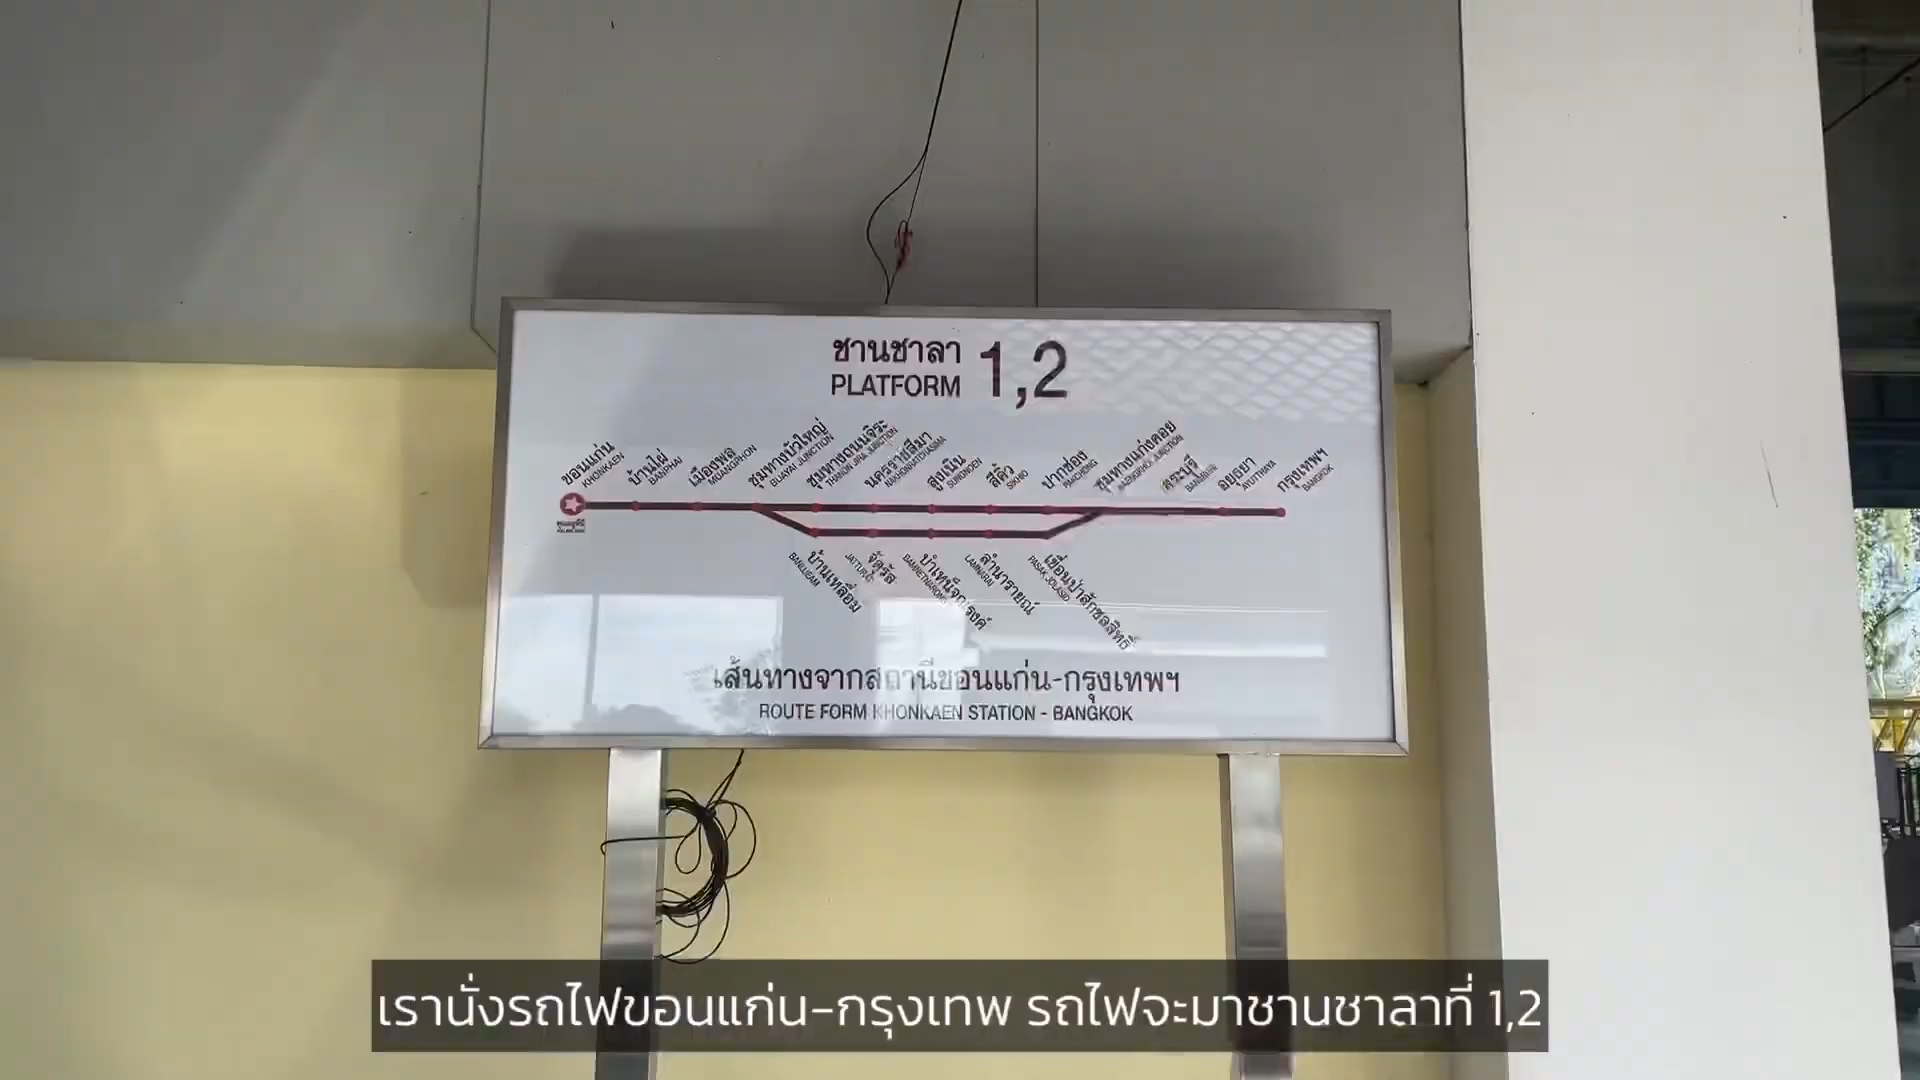 ชานชาลา
PLATFORM
1,2
ขอนแก่น
KHONKAEN
บ้านไผ่
BANPHAI
เมืองพล
MUANGPHON
ชุมทางบัวใหญ่
BUAYAI JUNCTION
ชุมทางถนนจิระ
THANON JIRA JUNCTION
นครราชสีมา
NAKHONRATCHASIMA
สูงเนิน
SUNGNOEN
สีคิ้ว
SIKHIO
ปากช่อง
PAKCHONG
ชุมทางแก่งคอย
KAENGKHOI JUNCTION
สระบุรี
อยุธยา
AYUTHAYA
กรุงเทพฯ
BANGKOK
บ้านเหลื่อม
จัตุรัส
บำเหน็จณรงค์
ลำนารายณ์
LAMNARAI
เขื่อนป่าสักชลสิทธิ์
PASAK JOLASID
เส้นทางจากสถานีขอนแก่น-กรุงเทพฯ
ROUTE FORM KHONKAEN STATION - BANGKOK
เรานั่งรถไฟขอนแก่น-กรุงเทพ รถไฟจะมาชานชาลาที่ 1,2